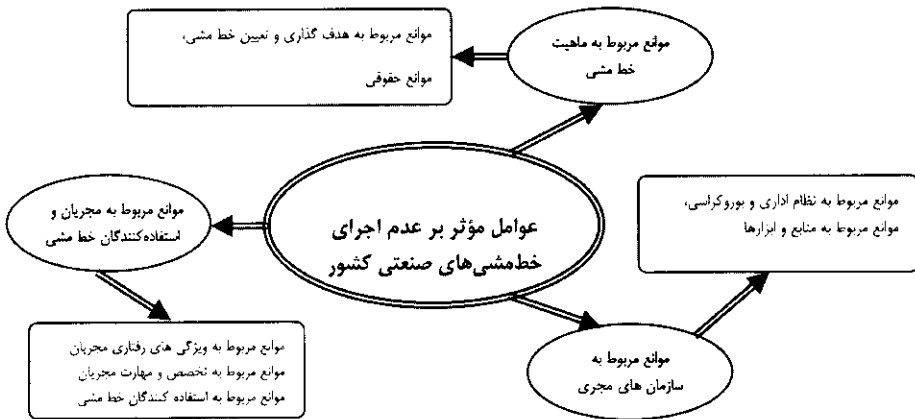 موانع مربوط به ماهیت
خط مشی
موانع مربوط به هدف گذاری و تعیین خط مشی،
موانع حقوقی
عوامل مؤثر بر عدم اجرای
خط‌مشی‌های صنعتی کشور
موانع مربوط به نظام اداری و بوروکراسی،
موانع مربوط به منابع و ابزارها
موانع مربوط به مجریان و
استفاده‌کنندگان خط مشی
موانع مربوط به ویژگی های رفتاری مجریان
موانع مربوط به تخصص و مهارت مجریان
موانع مربوط به استفاده کنندگان خط مشی
موانع مربوط به
سازمان های مجری